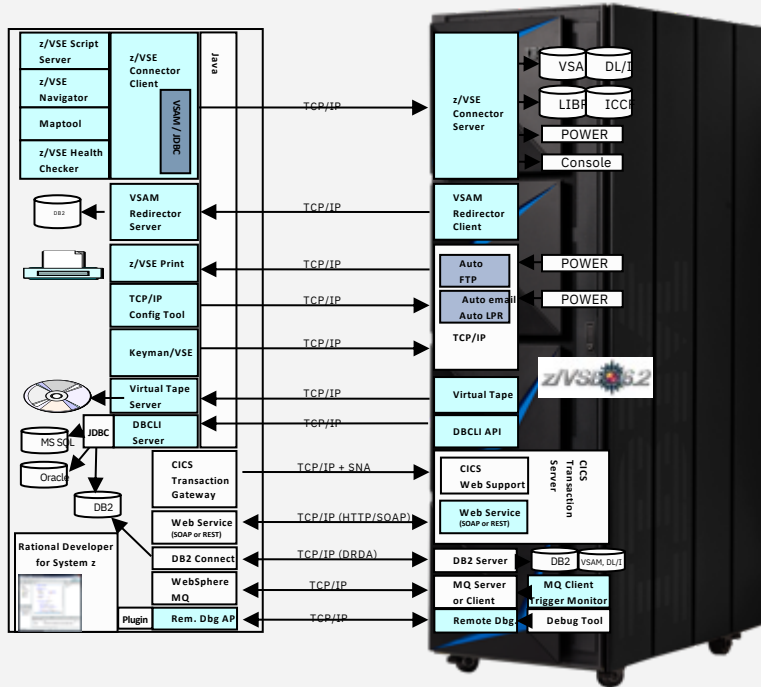 z/VSE Script
Server
z/VSE
Navigator
Maptool
z/VSE Health
Checker
z/VSE
Connector
Client
VSAM / JDBC
Java
TCP/IP
z/VSE
Connector
Server
VSA
DL/I
LIBR
ICCF
POWER
Console
DB2
VSAM
Redirector
Server
TCP/IP
VSAM
Redirector
Client
z/VSE Print
TCP/IP
Auto
FTP
POWER
TCP/IP
Config Tool
TCP/IP
Auto email
Auto LPR
POWER
TCP/IP
Keyman/VSE
TCP/IP
z/VSE 6.2
Virtual Tape
Server
TCP/IP
Virtual Tape
MS SQL
JDBC
DBCLI
Server
TCP/IP
DBCLI API
Oracle
DB2
CICS
Transaction
Gateway
TCP/IP + SNA
CICS
Web Support
CICS
Transaction
Server
Web Service
(SOAP or REST)
TCP/IP (HTTP/SOAP)
Web Service
(SOAP or REST)
Rational Developer
for System z
DB2 Connect
TCP/IP (DRDA)
DB2 Server
DB2
VSAM, DL/I
WebSphere
MQ
TCP/IP
MQ Server
or Client
MQ Client
Trigger Monitor
Plugin
Rem. Dbg AP
TCP/IP
Remote Dbg.
Debug Tool